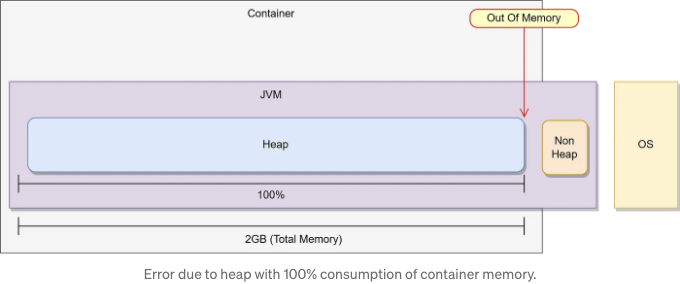 Container
Out Of Memory
JVM
Heap
Non
Heap
OS
100%
2GB (Total Memory)
Error due to heap with 100% consumption of container memory.